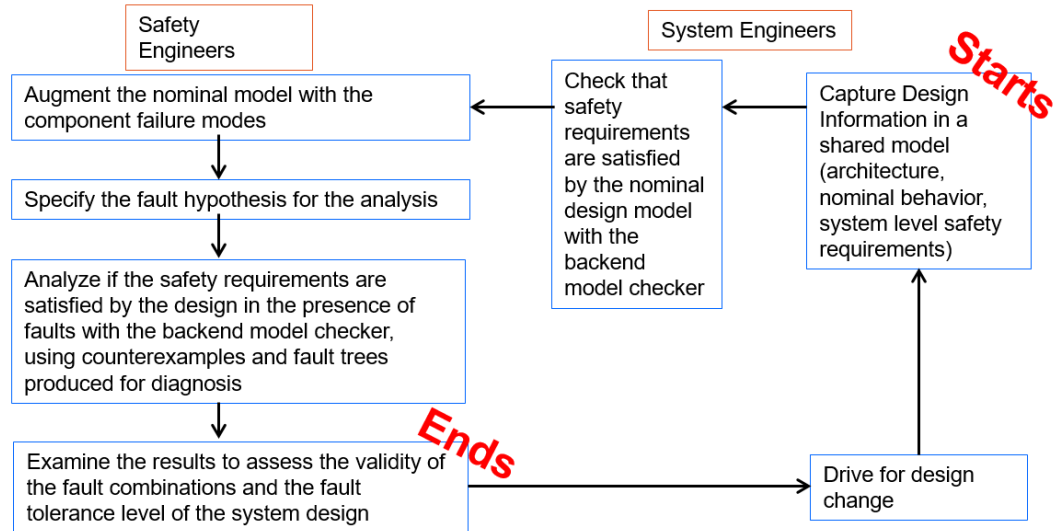 Safety
Engineers
System Engineers
Starts
Augment the nominal model with the
component failure modes
Check that
safety
requirements
are satisfied
by the nominal
design model
with the
backend
model checker
Capture Design
Information in a
shared model
(architecture,
nominal behavior,
system level safety
requirements)
Specify the fault hypothesis for the analysis
Analyze if the safety requirements are
satisfied by the design in the presence of
faults with the backend model checker,
using counterexamples and fault trees
produced for diagnosis
Ends
Examine the results to assess the validity of
the fault combinations and the fault
tolerance level of the system design
Drive for design
change